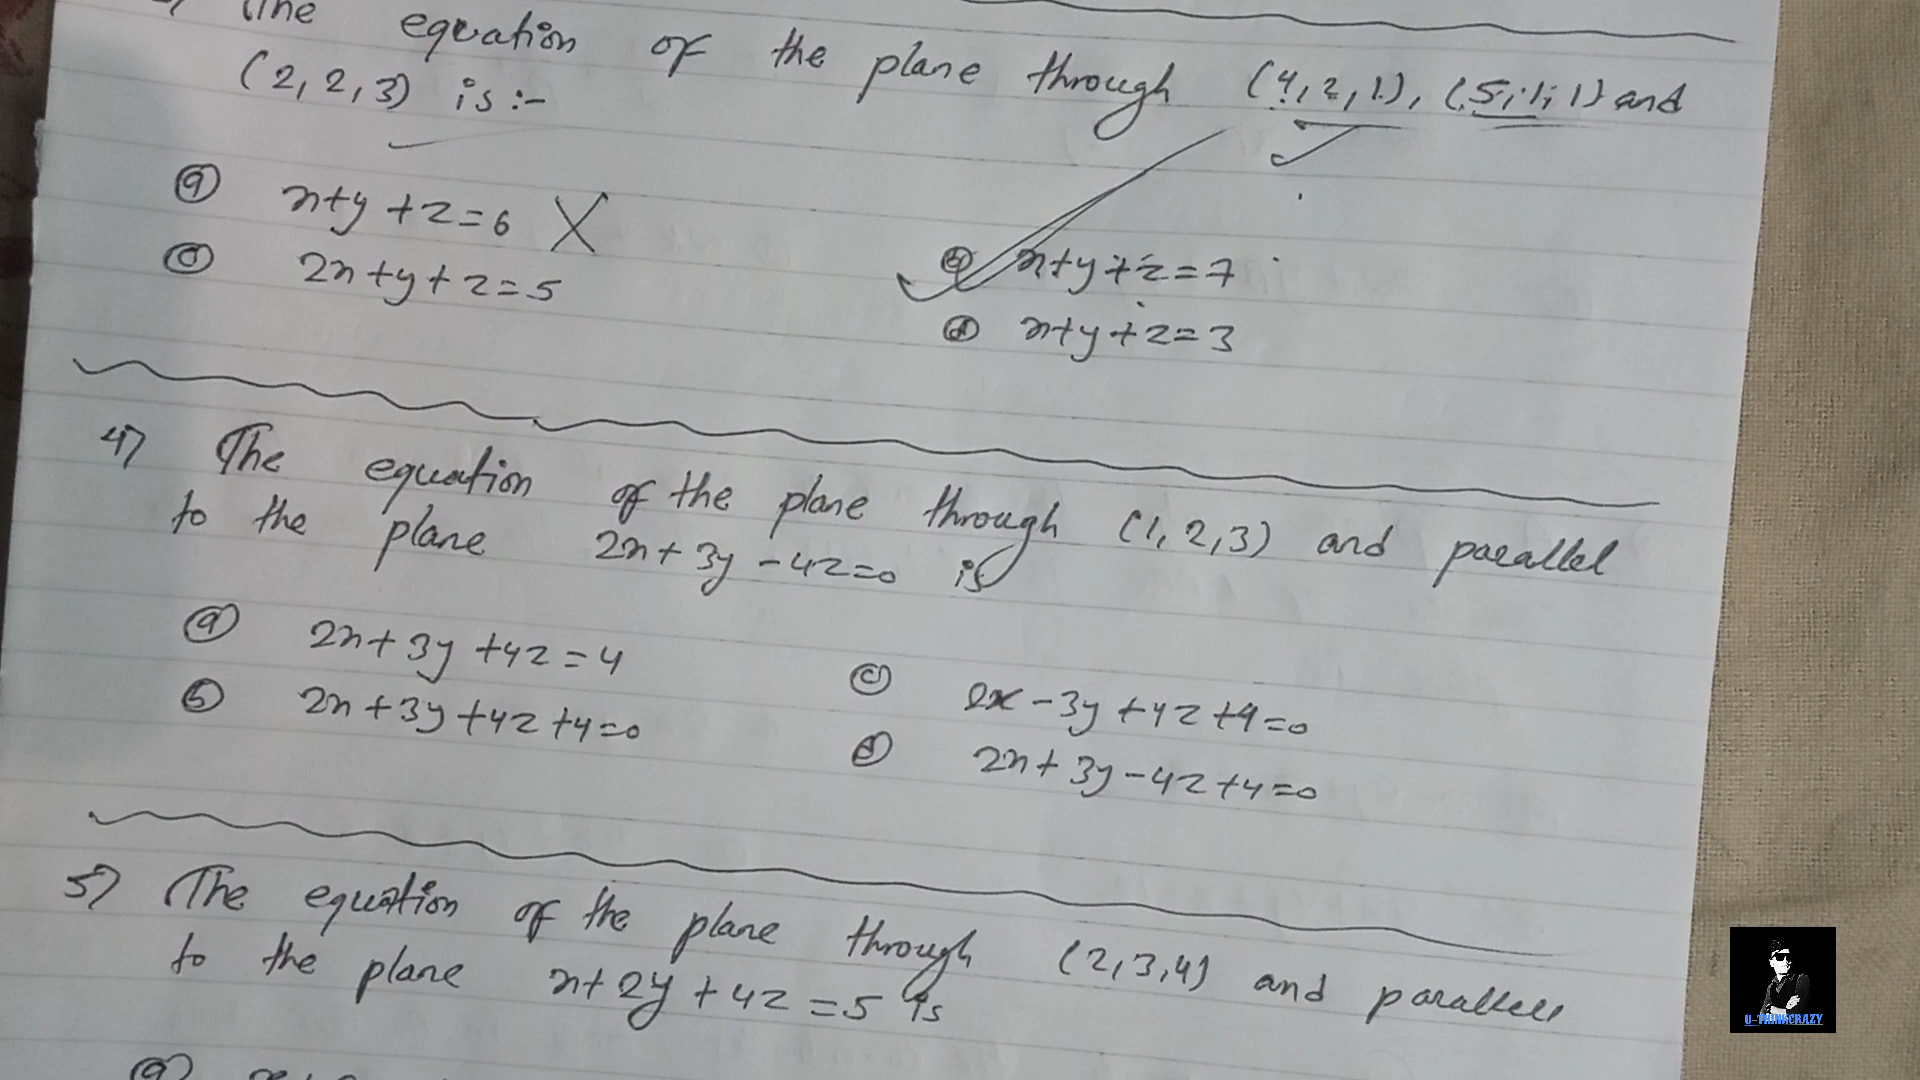 The equation of the plane through (4,2,1), (5,1,1) and
(2,2,3) is :-
a x+y+z=6 X
b x+y+z=7
c 2x+y+z=5
d x+y+z=3
4) The equation of the plane through (1,2,3) and parallel
to the plane 2x+3y-4z=0 is
a 2x+3y+4z=4
c 2x-3y+4z+4=0
b 2x+3y+4z+4=0
d 2x+3y-4z+4=0
5) The equation of the plane through (2,3,4) and parallel
to the plane x+2y+4z=5 is
a
U-THINKCRAZY